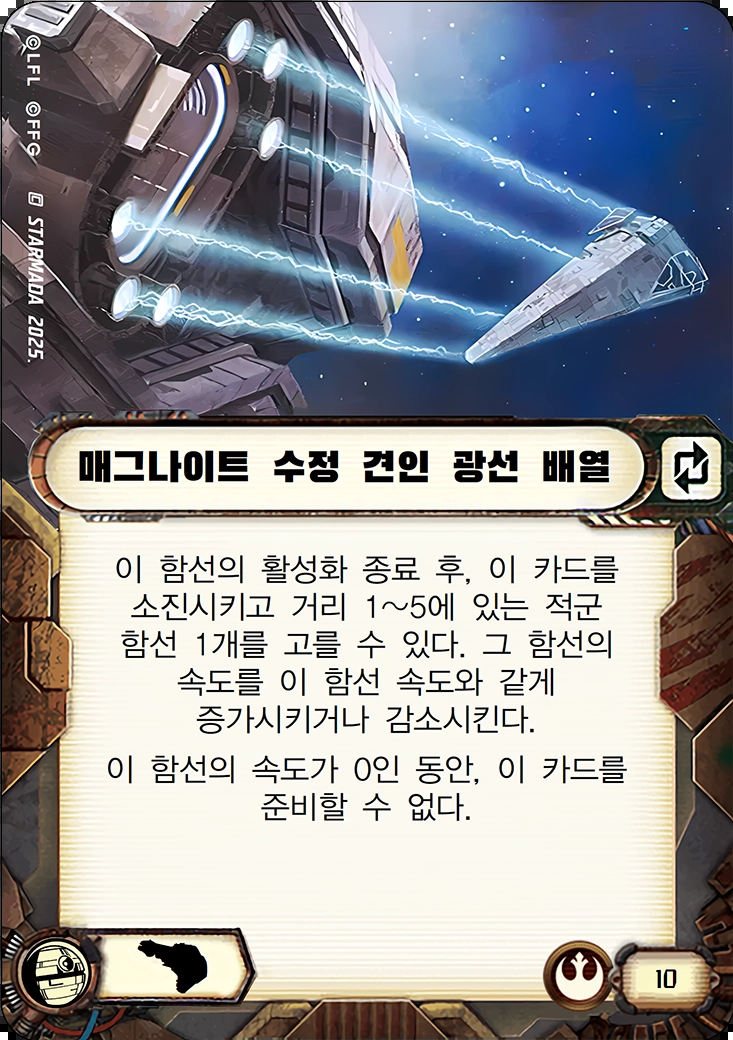 ©LFL ©FFG 🄫 STARMADA 2025.
매그나이트 수정 견인 광선 배열
이 함선의 활성화 종료 후, 이 카드를
소진시키고 거리 1~5에 있는 적군
함선 1개를 고를 수 있다. 그 함선의
속도를 이 함선 속도와 같게
증가시키거나 감소시킨다.
이 함선의 속도가 0인 동안, 이 카드를
준비할 수 없다.
10